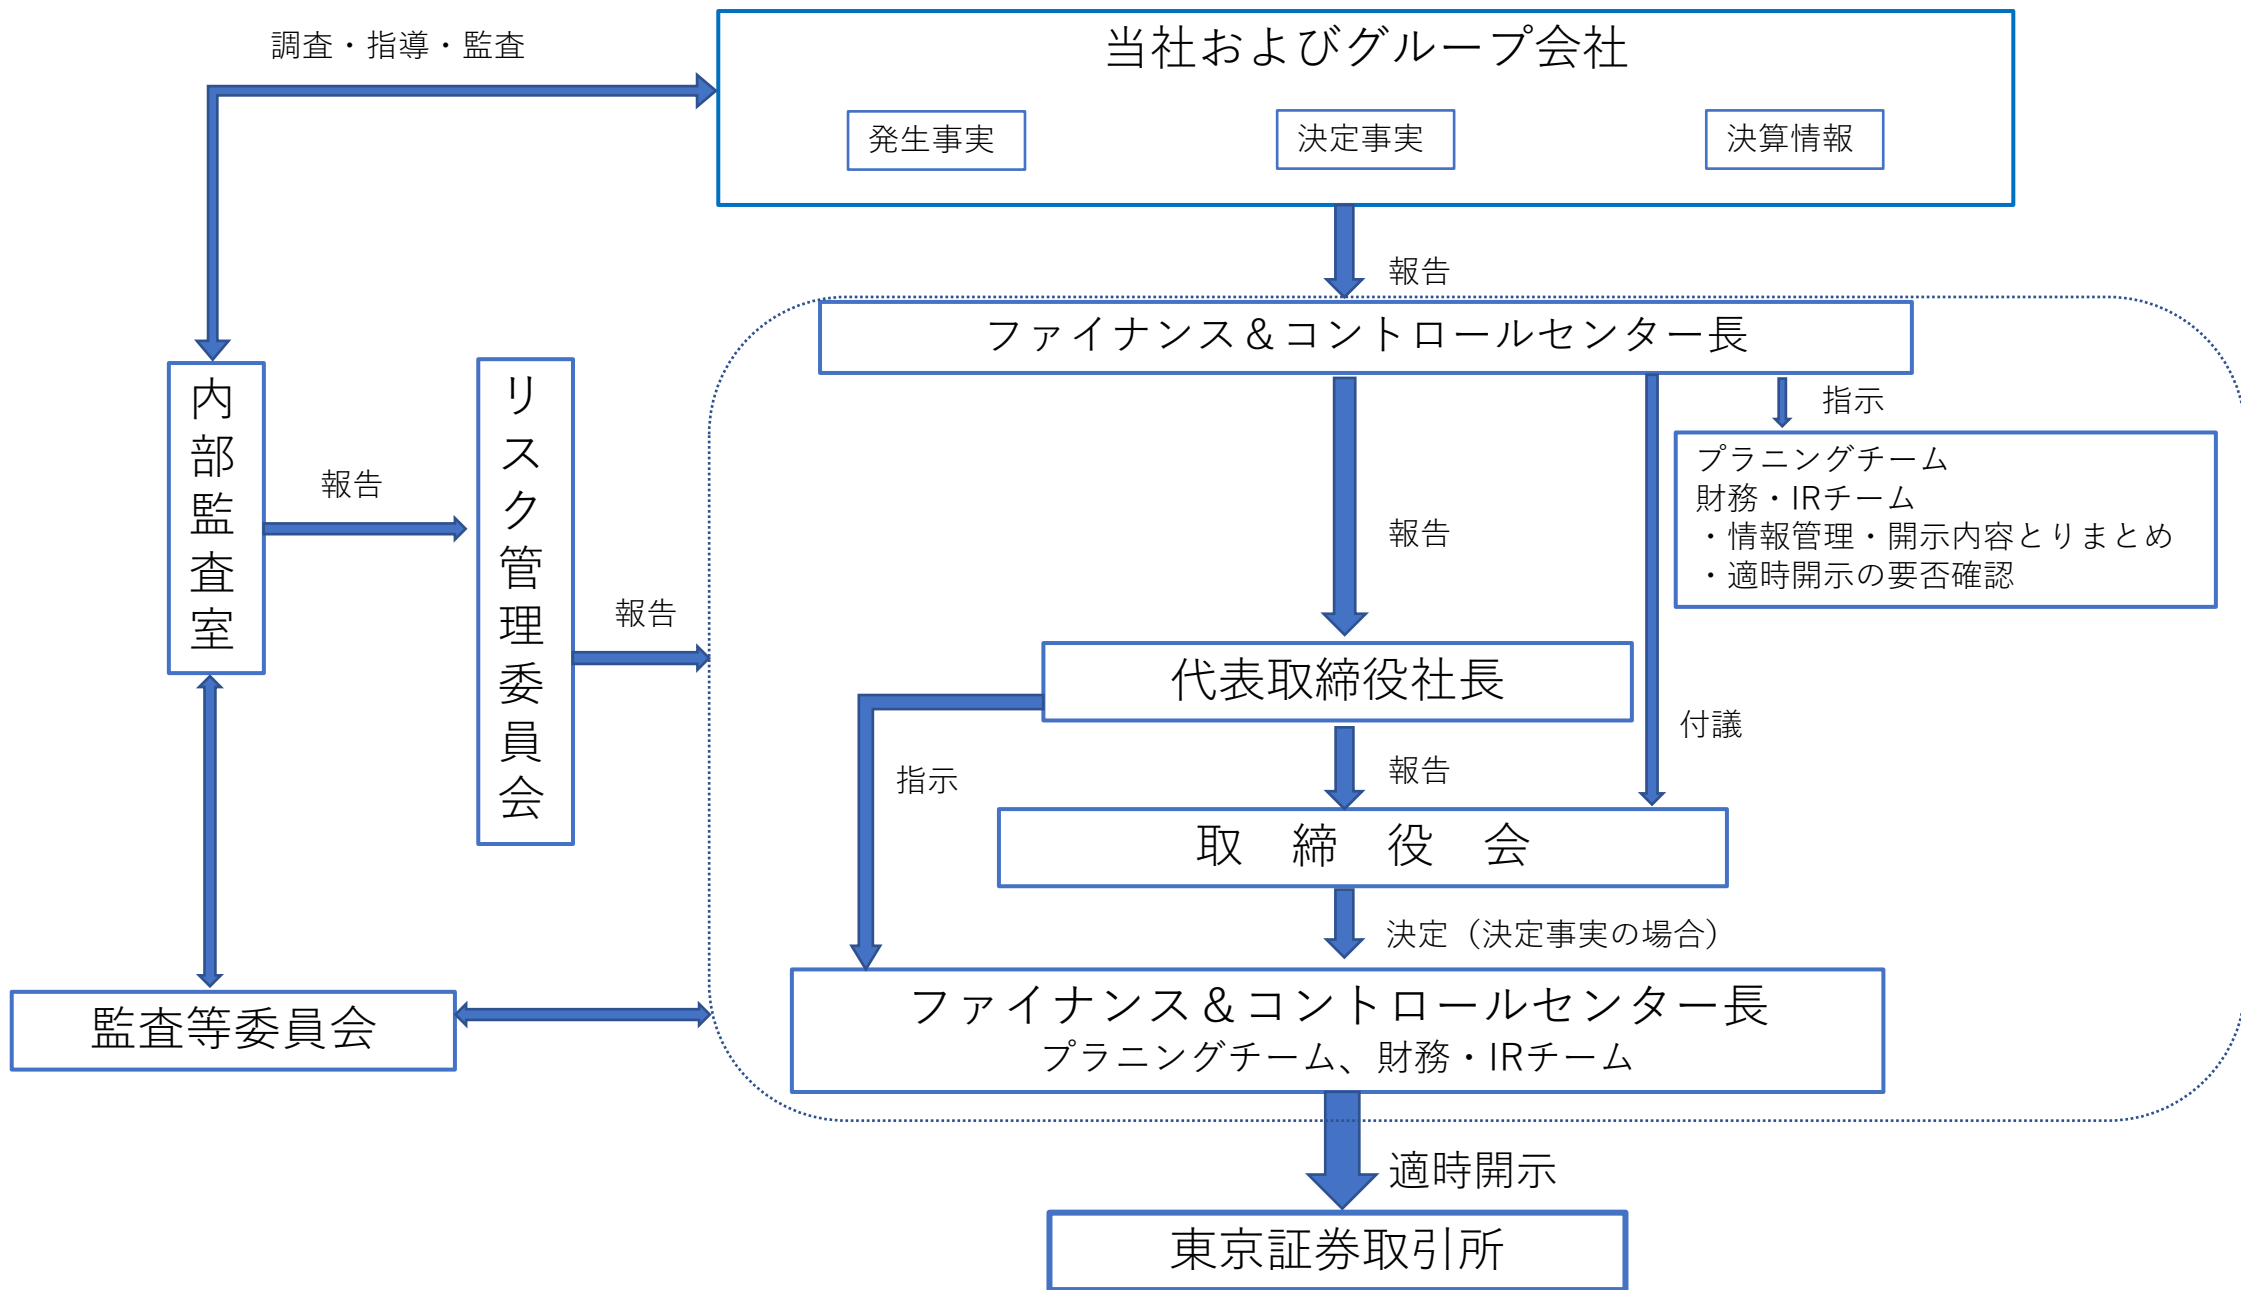 調査・指導・監査
当社およびグループ会社
発生事実
決定事実
決算情報
報告
ファイナンス＆コントロールセンター長
指示
プラニングチーム
財務・IRチーム
・情報管理・開示内容とりまとめ
・適時開示の要否確認
内部監査室
報告
リスク管理委員会
報告
報告
代表取締役社長
付議
指示
報告
取　締　役　会
決定（決定事実の場合）
監査等委員会
ファイナンス＆コントロールセンター長
プラニングチーム、財務・IRチーム
適時開示
東京証券取引所